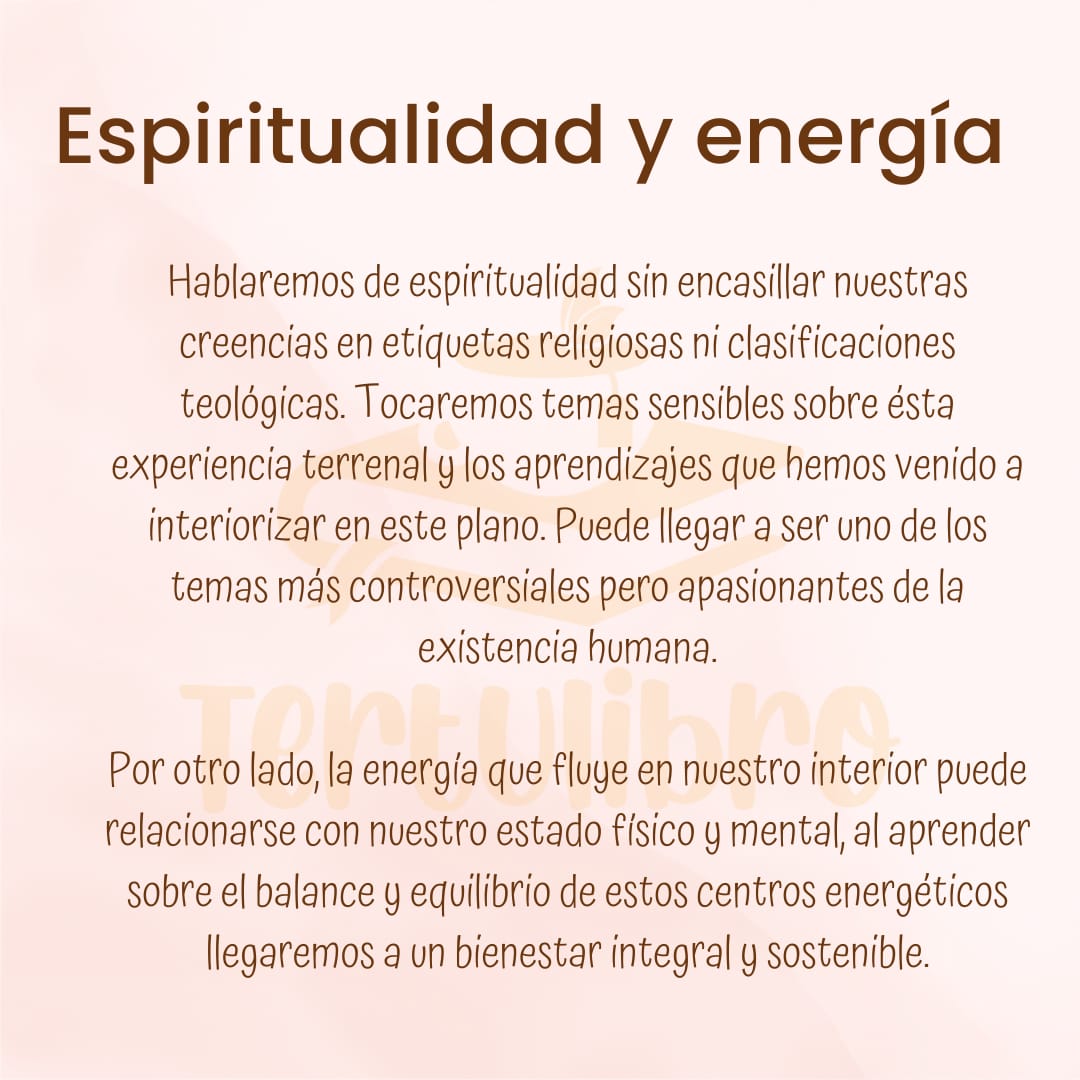 Espiritualidad y energía
Hablaremos de espiritualidad sin encasillar nuestras
creencias en etiquetas religiosas ni clasificaciones
teológicas. Tocaremos temas sensibles sobre ésta
experiencia terrenal y los aprendizajes que hemos venido a
interiorizar en este plano. Puede llegar a ser uno de los
temas más controversiales pero apasionantes de la
existencia humana.
Tertulibro
Por otro lado, la energía que fluye en nuestro interior puede
relacionarse con nuestro estado físico y mental, al aprender
sobre el balance y equilibrio de estos centros energéticos
llegaremos a un bienestar integral y sostenible.